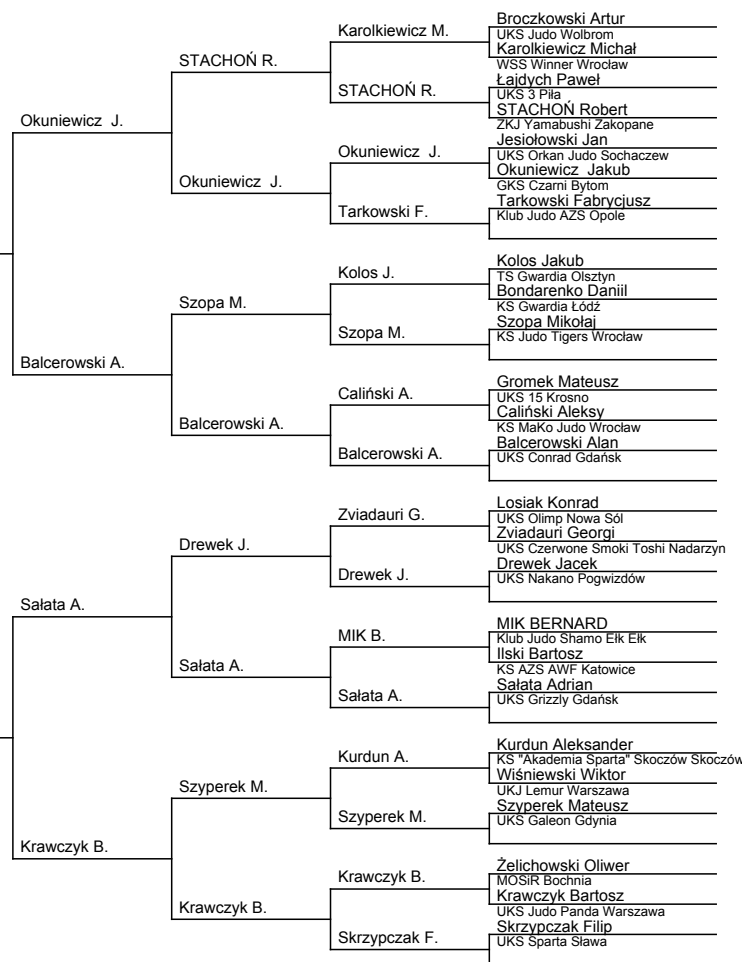 Broczkowski Artur
Karolkiewicz M.
UKS Judo Wolbrom
Karolkiewicz Michał
STACHOŃ R.
WSS Winner Wrocław
Łajdych Paweł
STACHOŃ R.
UKS 3 Piła
STACHOŃ Robert
Okuniewicz J.
ZKJ Yamabushi Zakopane
Jesiołowski Jan
Okuniewicz J.
UKS Orkan Judo Sochaczew
Okuniewicz Jakub
Okuniewicz J.
GKS Czarni Bytom
Tarkowski Fabrycjusz
Tarkowski F.
Klub Judo AZS Opole
Kolos Jakub
Kolos J.
TS Gwardia Olsztyn
Bondarenko Daniil
Szopa M.
KS Gwardia Łódź
Szopa Mikołaj
Szopa M.
KS Judo Tigers Wrocław
Balcerowski A.
Gromek Mateusz
Caliński A.
UKS 15 Krosno
Caliński Aleksy
Balcerowski A.
KS MaKo Judo Wrocław
Balcerowski Alan
Balcerowski A.
UKS Conrad Gdańsk
Losiak Konrad
Zviadauri G.
UKS Olimp Nowa Sól
Zviadauri Georgi
Drewek J.
UKS Czerwone Smoki Toshi Nadarzyn
Drewek Jacek
Drewek J.
UKS Nakano Pogwizdów
Sałata A.
MIK BERNARD
MIK B.
Klub Judo Shamo Ełk Ełk
Ilski Bartosz
Sałata A.
KS AZS AWF Katowice
Sałata Adrian
Sałata A.
UKS Grizzly Gdańsk
Kurdun Aleksander
Kurdun A.
KS "Akademia Sparta" Skoczów Skoczów
Wiśniewski Wiktor
Szyperek M.
UKJ Lemur Warszawa
Szyperek Mateusz
Szyperek M.
UKS Galeon Gdynia
Krawczyk B.
Żelichowski Oliwer
Krawczyk B.
MOSiR Bochnia
Krawczyk Bartosz
Krawczyk B.
UKS Judo Panda Warszawa
Skrzypczak Filip
Skrzypczak F.
UKS Sparta Sława